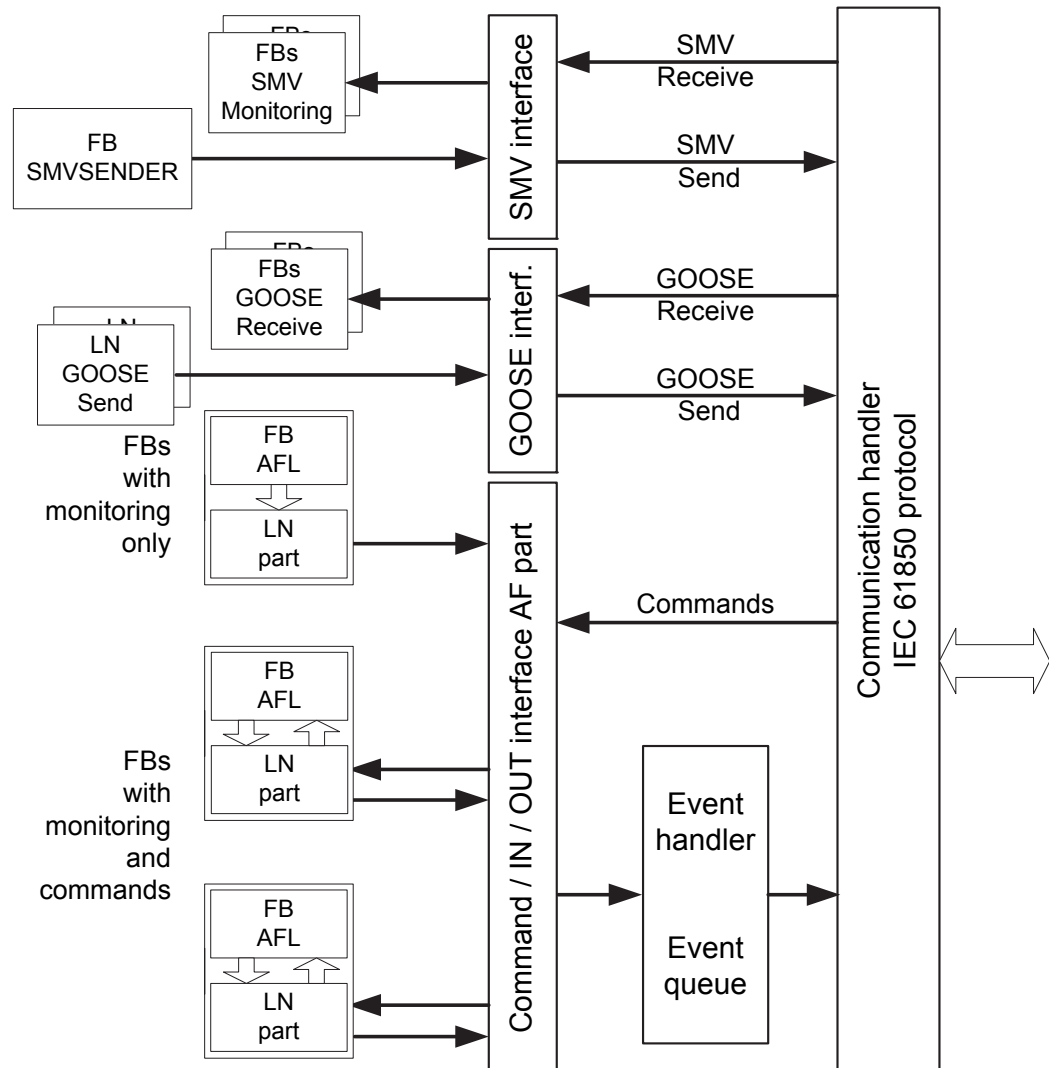 FBs
FBs
SMV
Monitoring
FB
SMVSENDER
SMV interface
SMV
Receive
SMV
Send
FBs
FBs
GOOSE
Receive
LN
LN
GOOSE
Send
GOOSE interf.
GOOSE
Receive
GOOSE
Send
FBs
with
monitoring
only
FB
AFL
LN
part
Command / IN / OUT interface AF part
Commands
Communication handler
IEC 61850 protocol
FBs
with
monitoring
and
commands
FB
AFL
LN
part
Event
handler
Event
queue
FB
AFL
LN
part